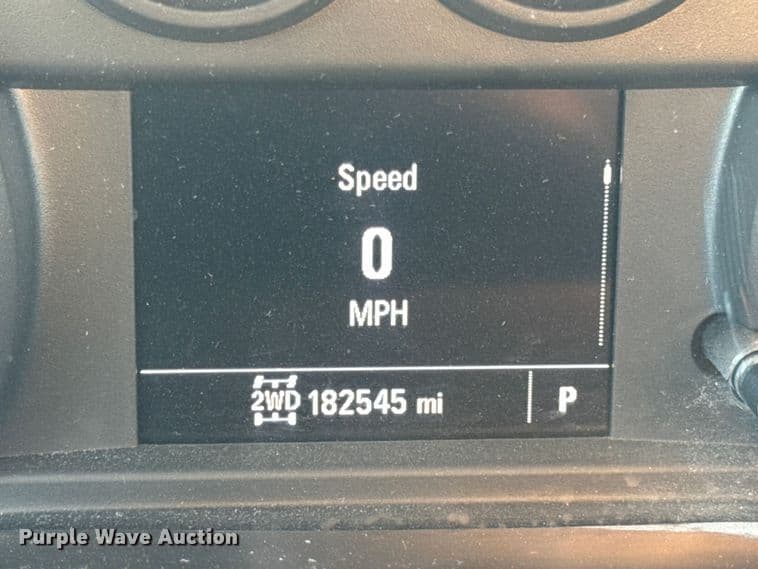 Speed
0
MPH
2WD 182545 mi P
Purple Wave Auction